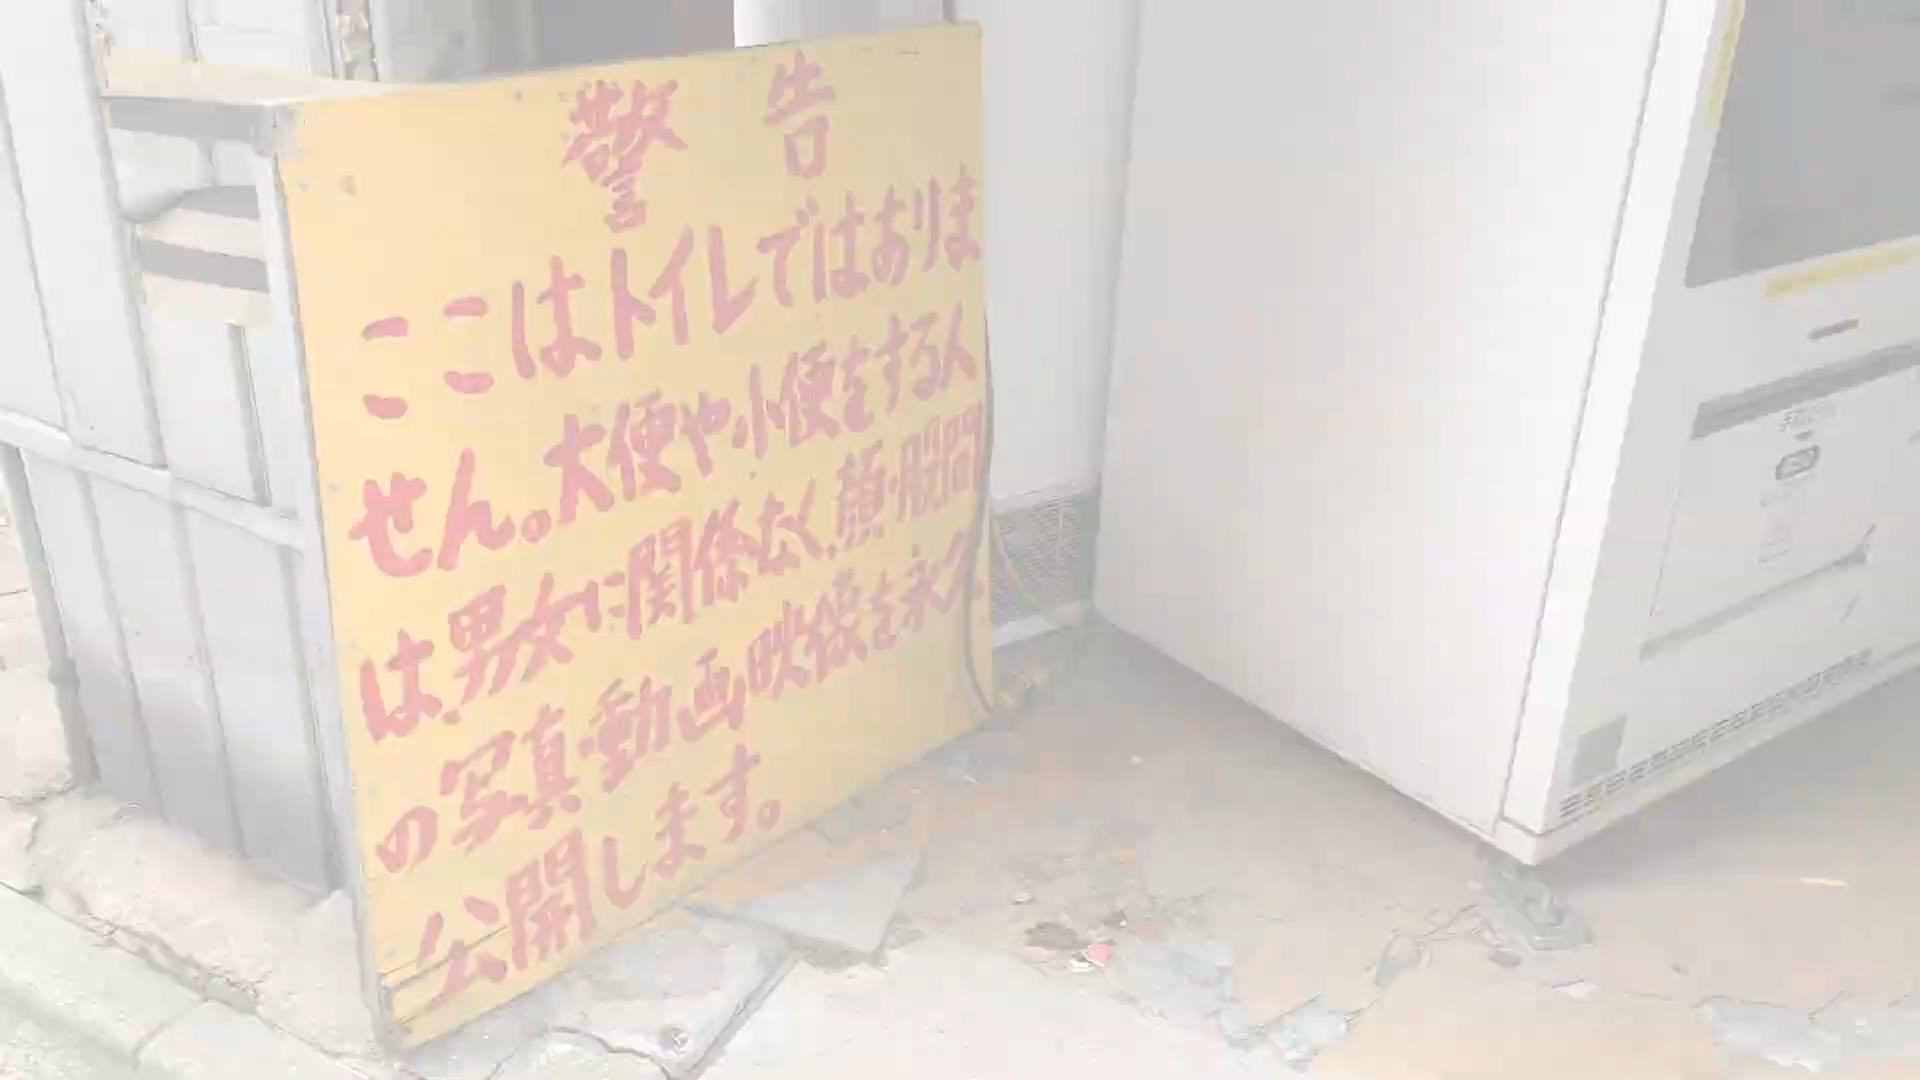 警告
ここはトイレではありま
せん。大便や小便をする人
は、男女に関係なく、顔・股間
の写真・動画映像を永久
公開します。